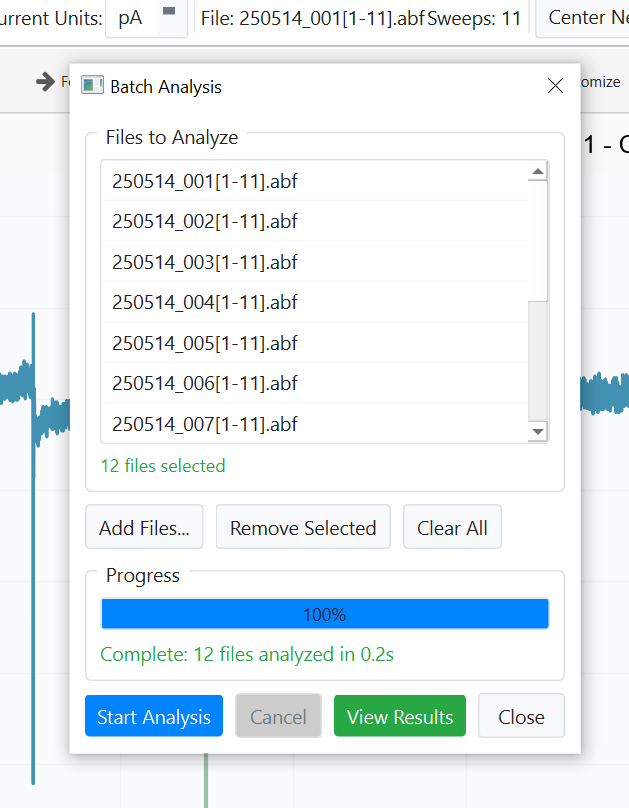 urrent Units: pA File: 250514_001[1-11].abf Sweeps: 11 Center Ne
Batch Analysis
omize
Files to Analyze
1 - C
250514_001[1-11].abf
250514_002[1-11].abf
250514_003[1-11].abf
250514_004[1-11].abf
250514_005[1-11].abf
250514_006[1-11].abf
250514_007[1-11].abf
12 files selected
Add Files... Remove Selected Clear All
Progress
100%
Complete: 12 files analyzed in 0.2s
Start Analysis Cancel View Results Close